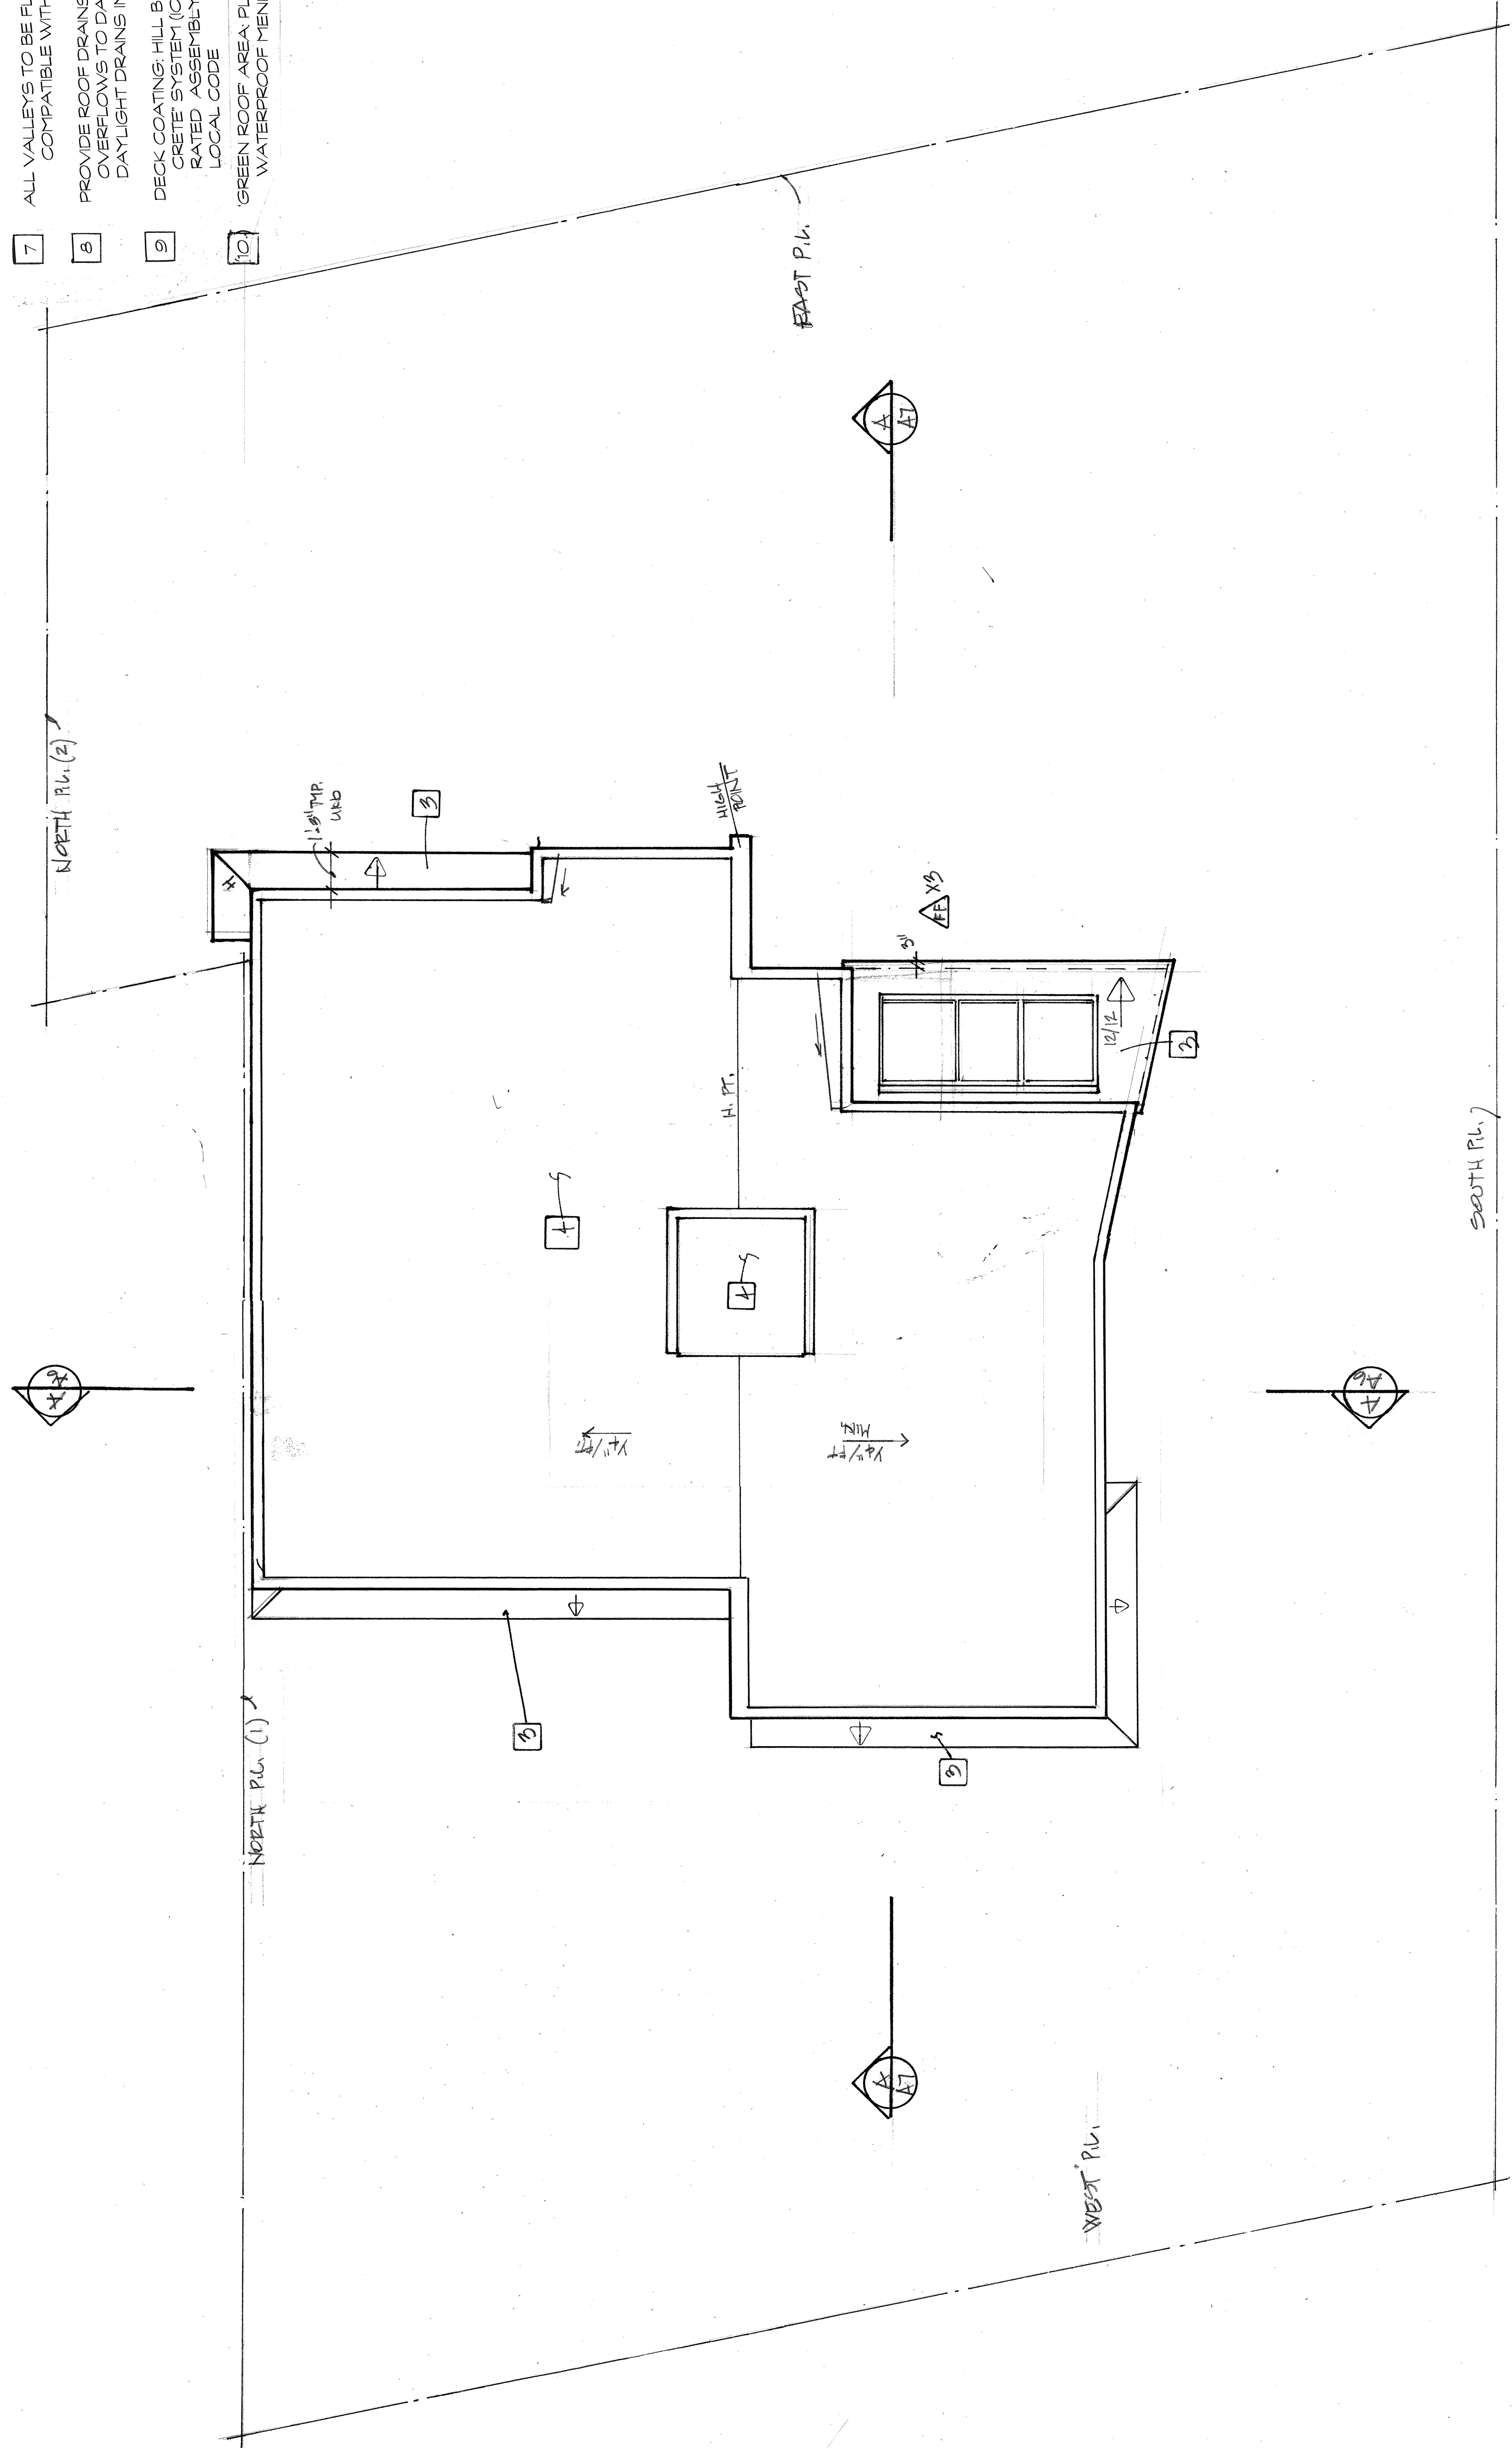 7
ALL VALLEYS TO BE FL
COMPATIBLE WITH
8
PROVIDE ROOF DRAINS
OVERFLOWS TO DA
DAYLIGHT DRAINS IN
9
DECK COATING: HILL B
CRETE" SYSTEM (IC
RATED ASSEMBLY
LOCAL CODE
10
GREEN ROOF AREA: PL
WATERPROOF MEM
NORTH P.L. (2)
EAST P.L.
A
A7
1'-3" TYP.
UNO
3
HIGH
POINT
FF X3
3"
12/12
3
H. PT.
4
4
A
A6
1/4"/FT.
1/4"/FT
MIN.
A
A6
SOUTH P.L.
3
3
NORTH P.L. (1)
A
A7
WEST P.L.